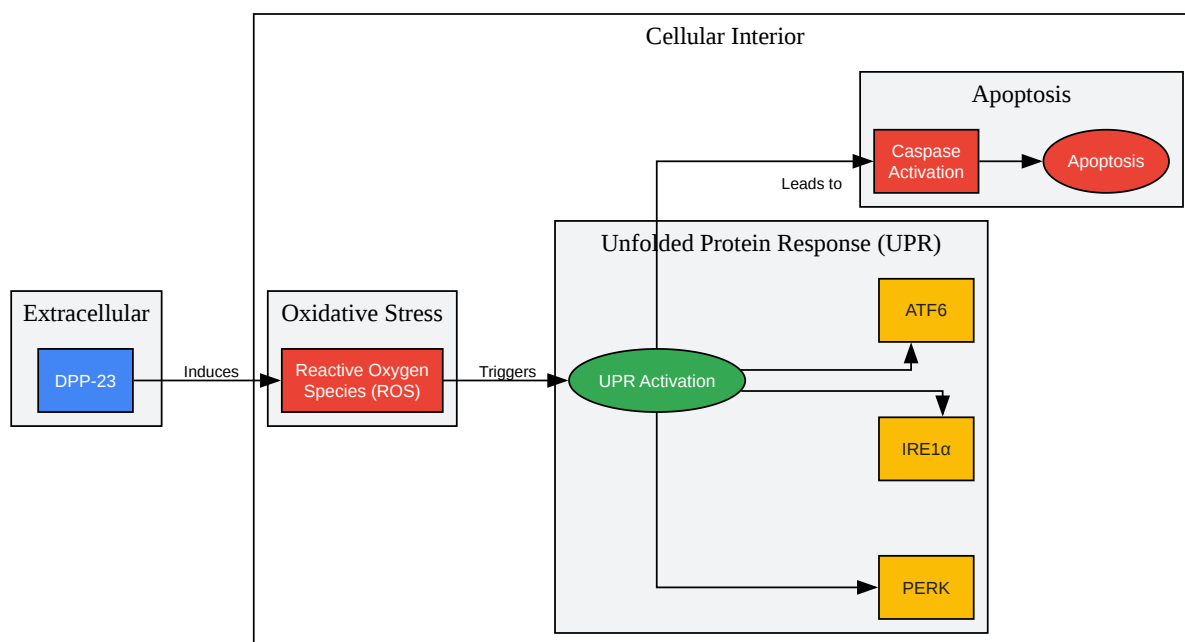 Cellular Interior
Apoptosis
Caspase
Activation
Apoptosis
Leads to
Unfolded Protein Response (UPR)
Extracellular
DPP-23
Induces
Oxidative Stress
Reactive Oxygen
Species (ROS)
Triggers
UPR Activation
ATF6
IRE1α
PERK